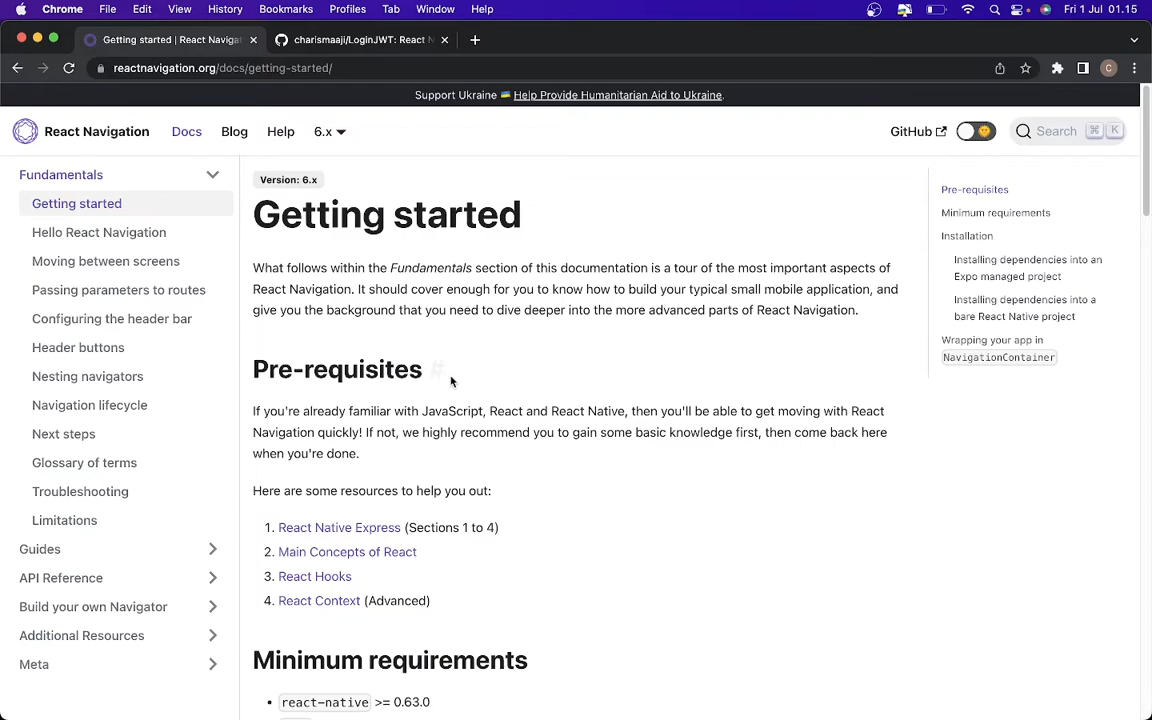 Chrome File Edit View History Bookmarks Profiles Tab Window Help Fri 1 Jul 01.15
Getting started | React Navigat charismaaji/LoginJWT: React N
reactnavigation.org/docs/getting-started/ C
Support Ukraine 🇺🇦 Help Provide Humanitarian Aid to Ukraine.
React Navigation Docs Blog Help 6.x GitHub Search ⌘ K
Fundamentals
Getting started
Hello React Navigation
Moving between screens
Passing parameters to routes
Configuring the header bar
Header buttons
Nesting navigators
Navigation lifecycle
Next steps
Glossary of terms
Troubleshooting
Limitations
Guides
API Reference
Build your own Navigator
Additional Resources
Meta
Version: 6.x
Getting started
What follows within the Fundamentals section of this documentation is a tour of the most important aspects of
React Navigation. It should cover enough for you to know how to build your typical small mobile application, and
give you the background that you need to dive deeper into the more advanced parts of React Navigation.
Pre-requisites #
If you're already familiar with JavaScript, React and React Native, then you'll be able to get moving with React
Navigation quickly! If not, we highly recommend you to gain some basic knowledge first, then come back here
when you're done.
Here are some resources to help you out:
1. React Native Express (Sections 1 to 4)
2. Main Concepts of React
3. React Hooks
4. React Context (Advanced)
Minimum requirements
• react-native >= 0.63.0
Pre-requisites
Minimum requirements
Installation
Installing dependencies into an
Expo managed project
Installing dependencies into a
bare React Native project
Wrapping your app in
NavigationContainer